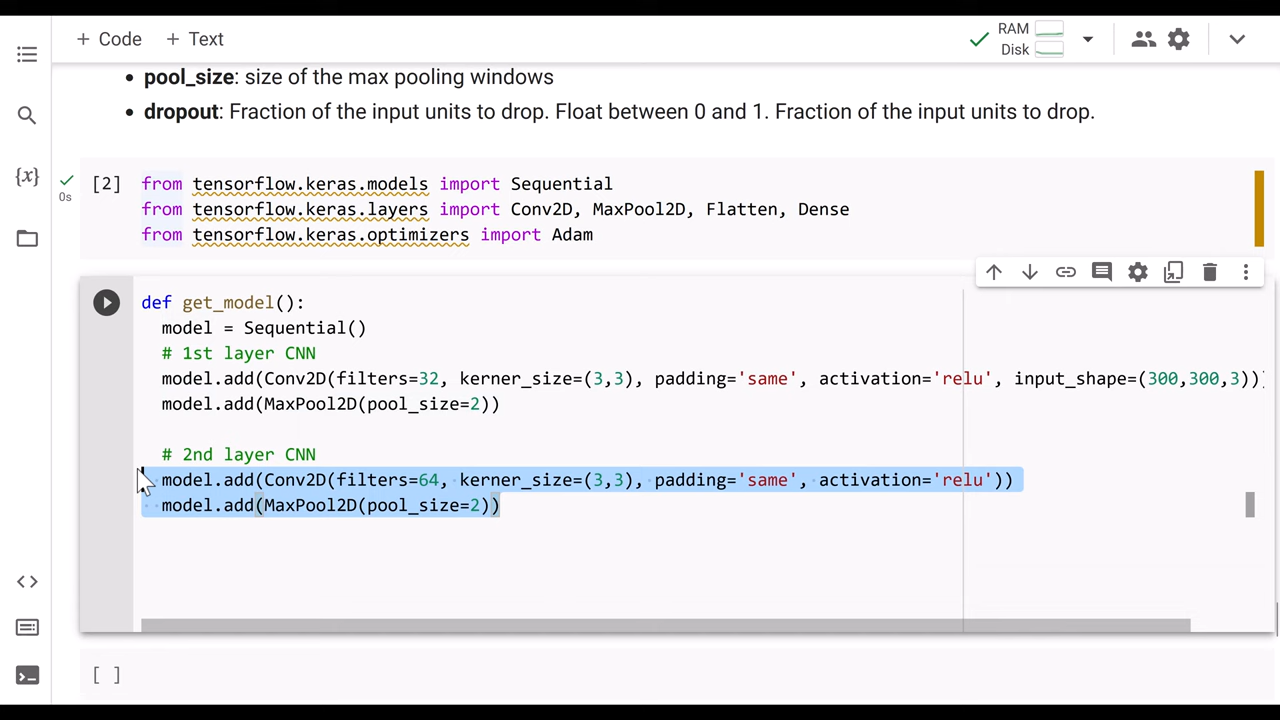 + Code + Text
RAM
Disk
• pool_size: size of the max pooling windows
• dropout: Fraction of the input units to drop. Float between 0 and 1. Fraction of the input units to drop.
[2]
0s
from tensorflow.keras.models import Sequential
from tensorflow.keras.layers import Conv2D, MaxPool2D, Flatten, Dense
from tensorflow.keras.optimizers import Adam
def get_model():
model = Sequential()
# 1st layer CNN
model.add(Conv2D(filters=32, kerner_size=(3,3), padding='same', activation='relu', input_shape=(300,300,3)))
model.add(MaxPool2D(pool_size=2))
# 2nd layer CNN
model.add(Conv2D(filters=64, kerner_size=(3,3), padding='same', activation='relu'))
model.add(MaxPool2D(pool_size=2))
[ ]
{x}
<>